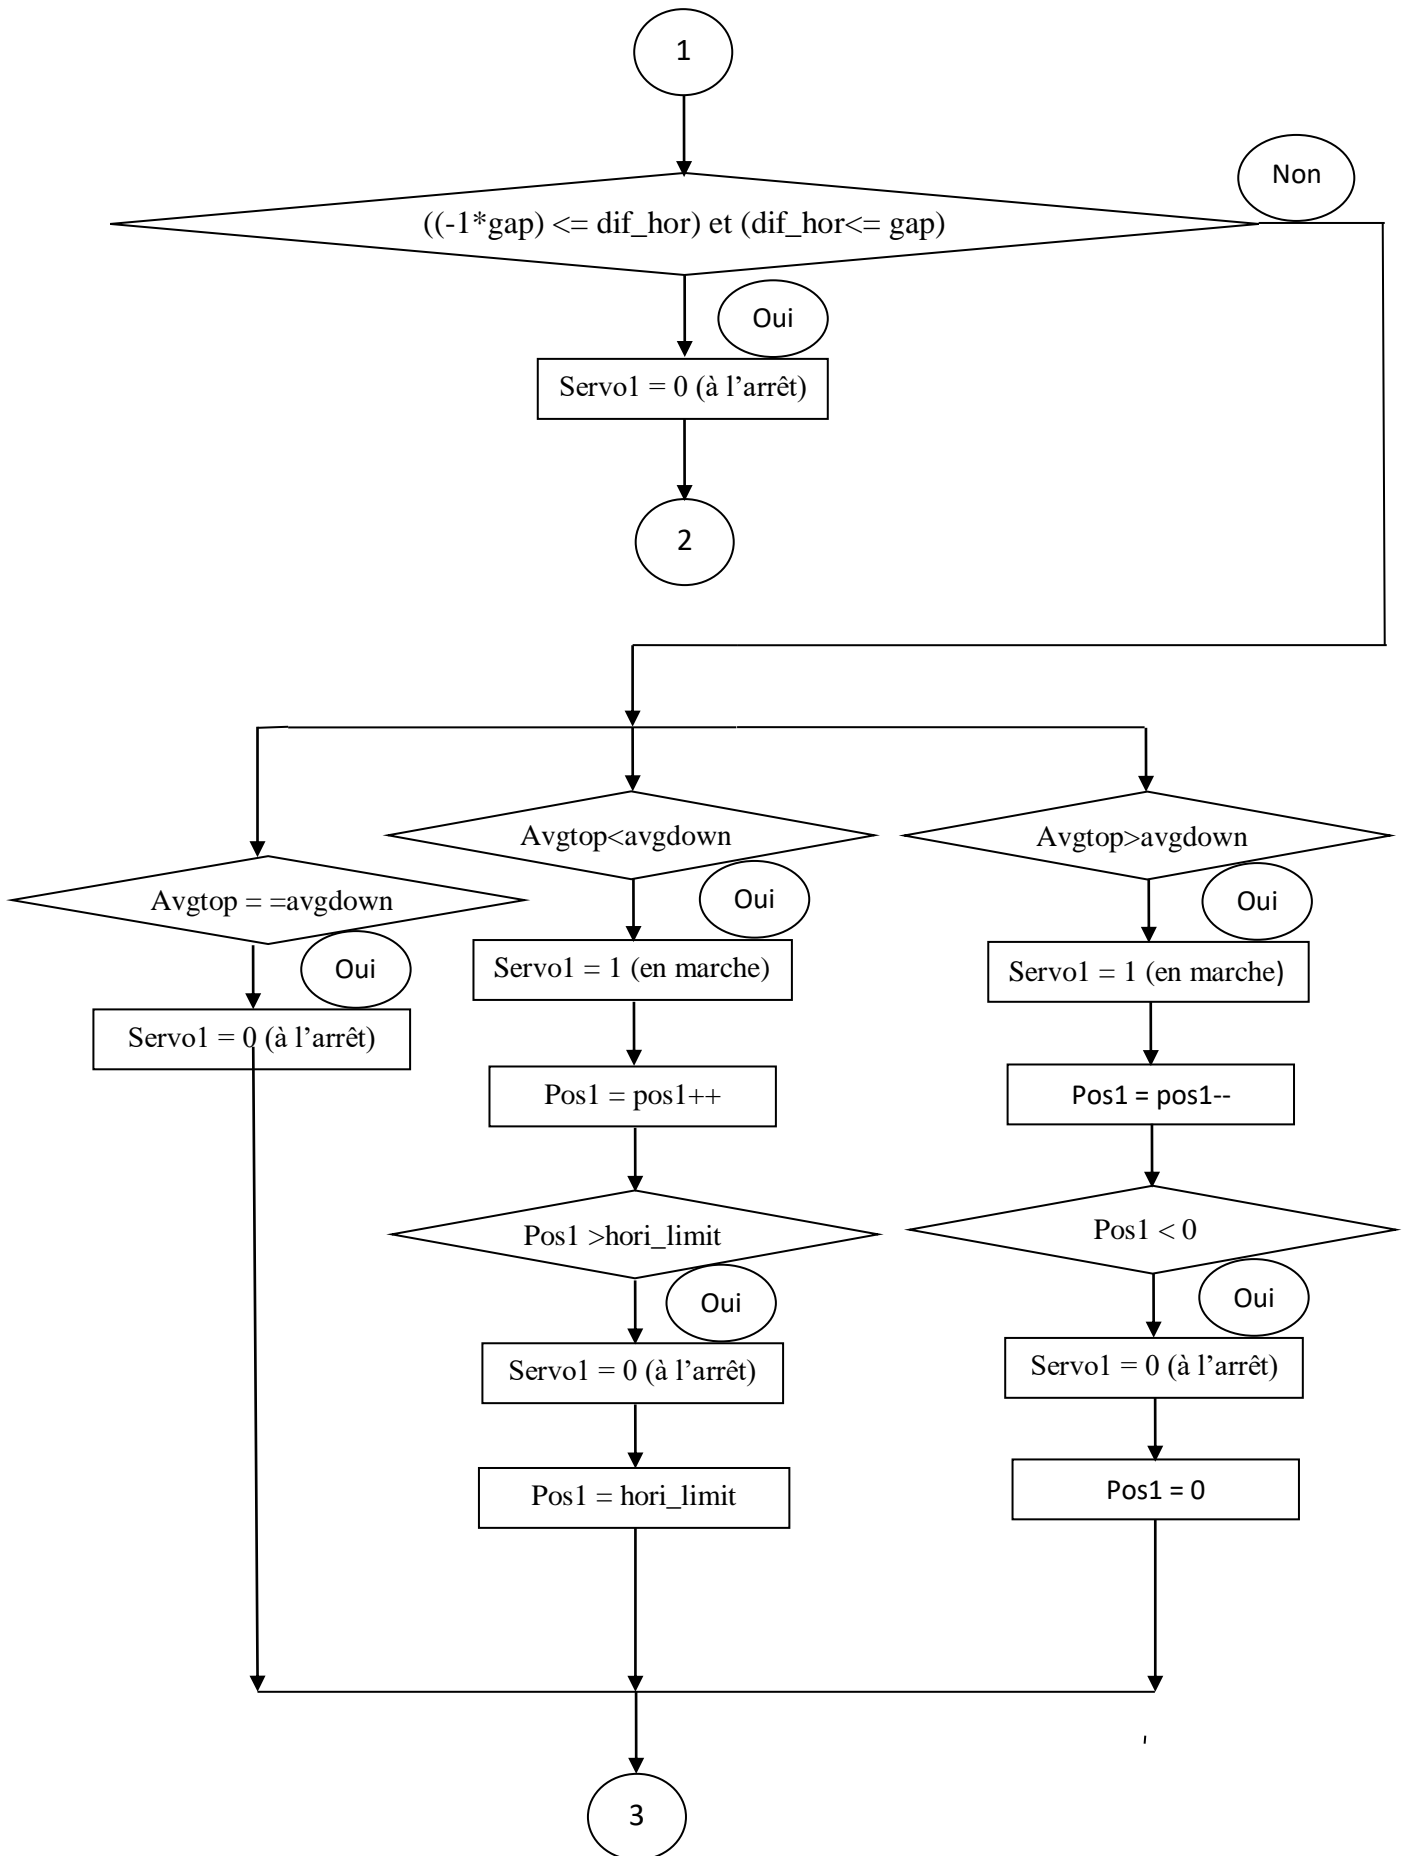 1
Non
((-1*gap) <= dif_hor) et (dif_hor<= gap)
Oui
Servo1 = 0 (à l’arrêt)
2
Avgtop = =avgdown
Oui
Servo1 = 0 (à l’arrêt)
Avgtop<avgdown
Oui
Servo1 = 1 (en marche)
Pos1 = pos1++
Pos1 >hori_limit
Oui
Servo1 = 0 (à l’arrêt)
Pos1 = hori_limit
Avgtop>avgdown
Oui
Servo1 = 1 (en marche)
Pos1 = pos1--
Pos1 < 0
Oui
Servo1 = 0 (à l’arrêt)
Pos1 = 0
3